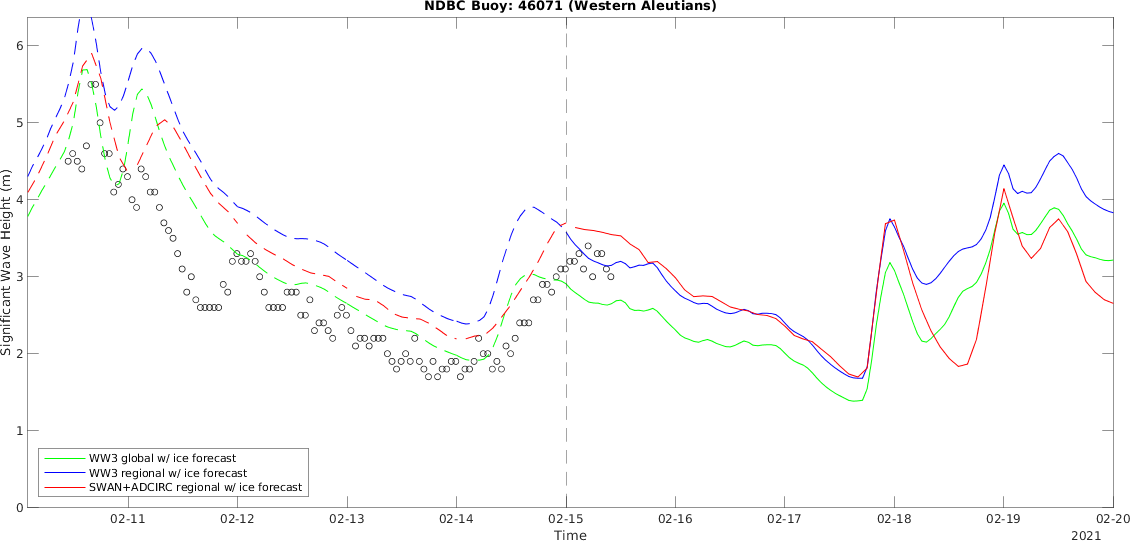 NDBC Buoy: 46071 (Western Aleutians)
Significant Wave Height (m)
6
5
4
3
2
1
0
WW3 global w/ ice forecast
WW3 regional w/ ice forecast
SWAN+ADCIRC regional w/ ice forecast
02-11 02-12 02-13 02-14 02-15 02-16 02-17 02-18 02-19 02-20
Time
2021